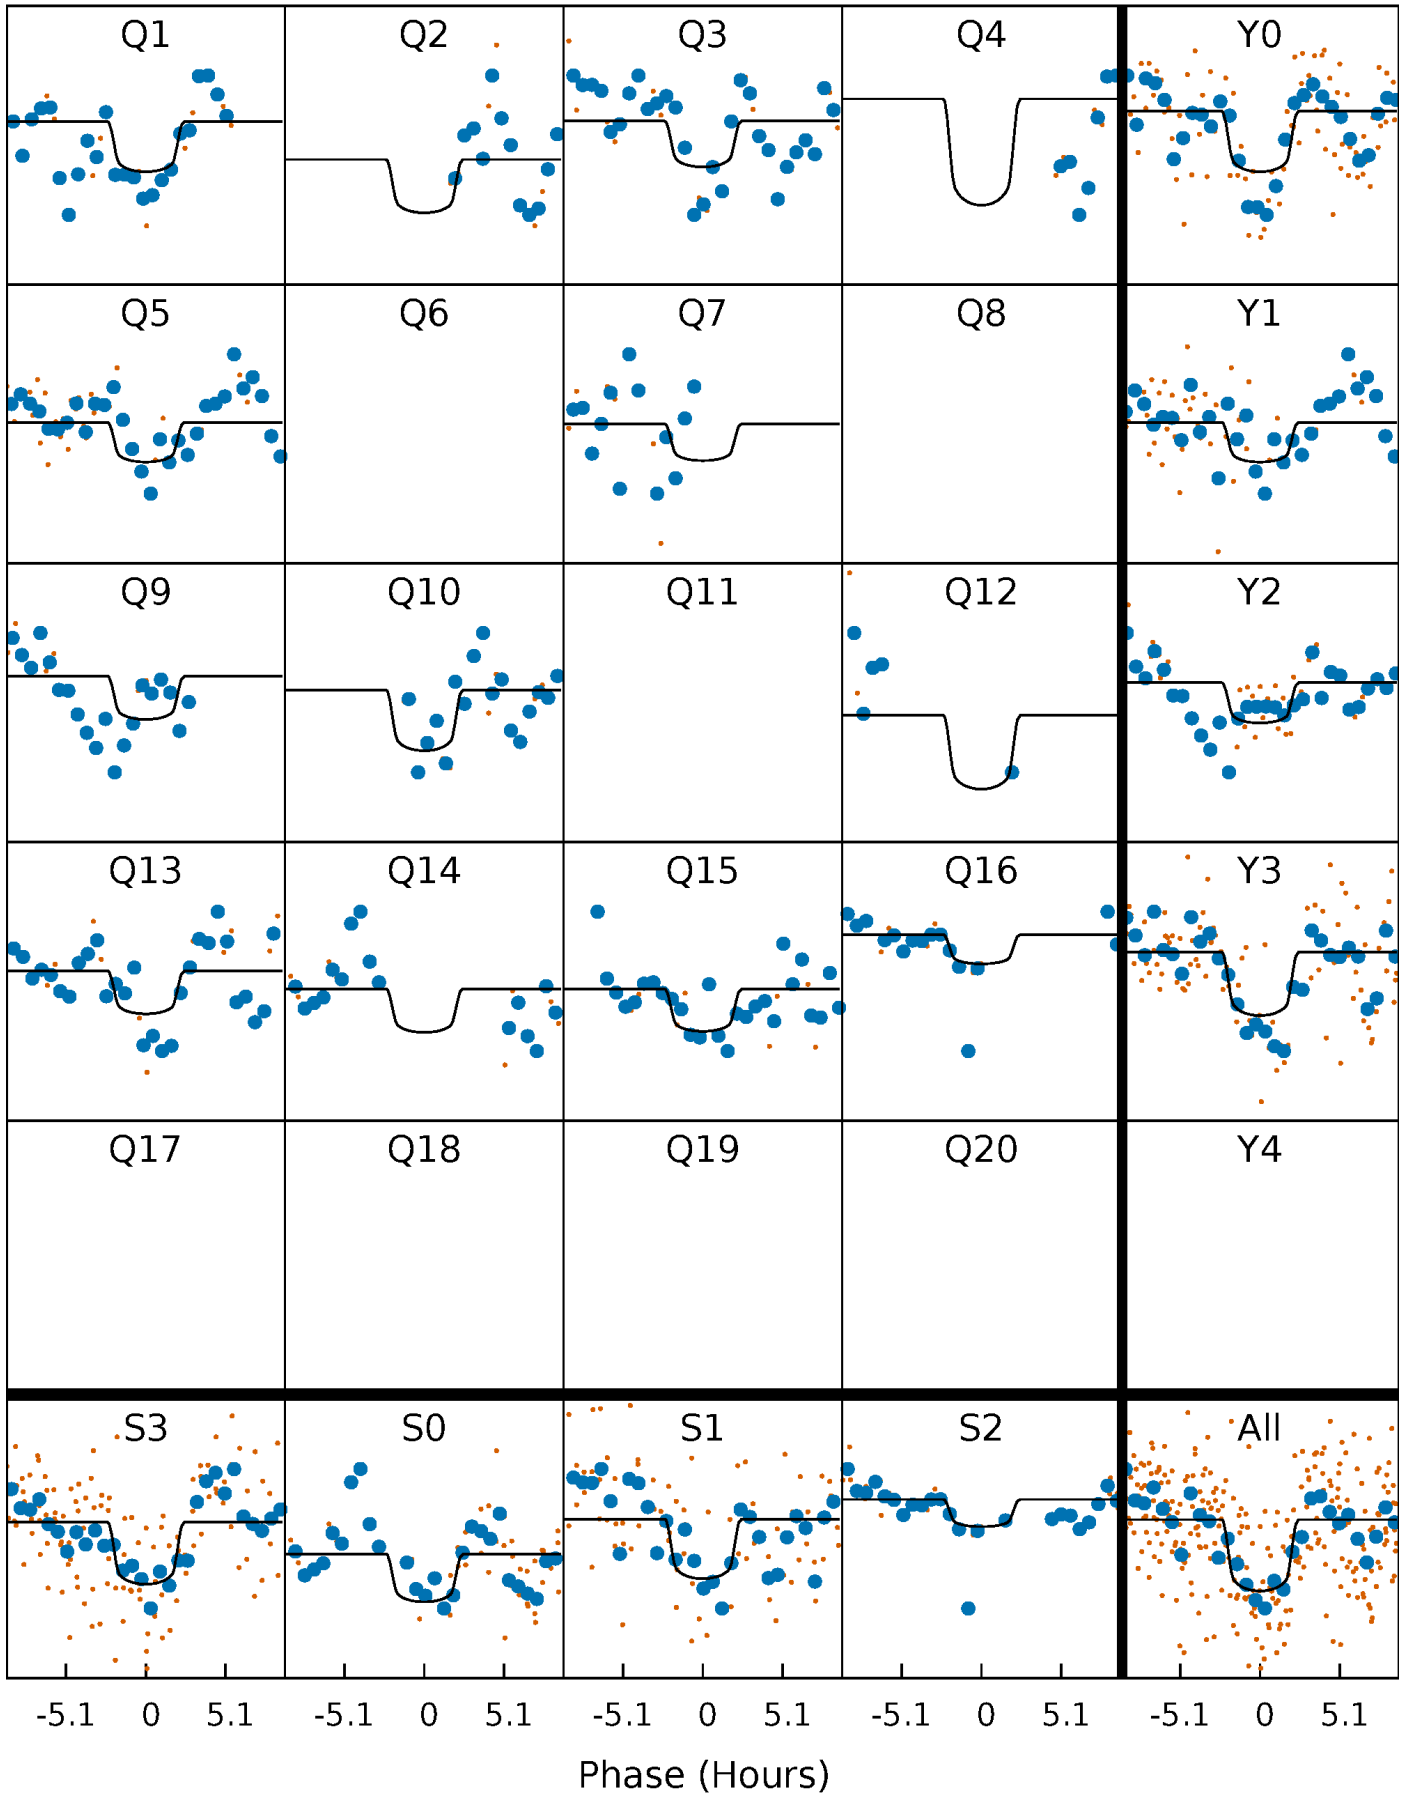 Q1 Q2 Q3 Q4 Y0
Q5 Q6 Q7 Q8 Y1
Q9 Q10 Q11 Q12 Y2
Q13 Q14 Q15 Q16 Y3
Q17 Q18 Q19 Q20 Y4
S3 S0 S1 S2 All
-5.1 0 5.1 -5.1 0 5.1 -5.1 0 5.1 -5.1 0 5.1 -5.1 0 5.1
Phase (Hours)